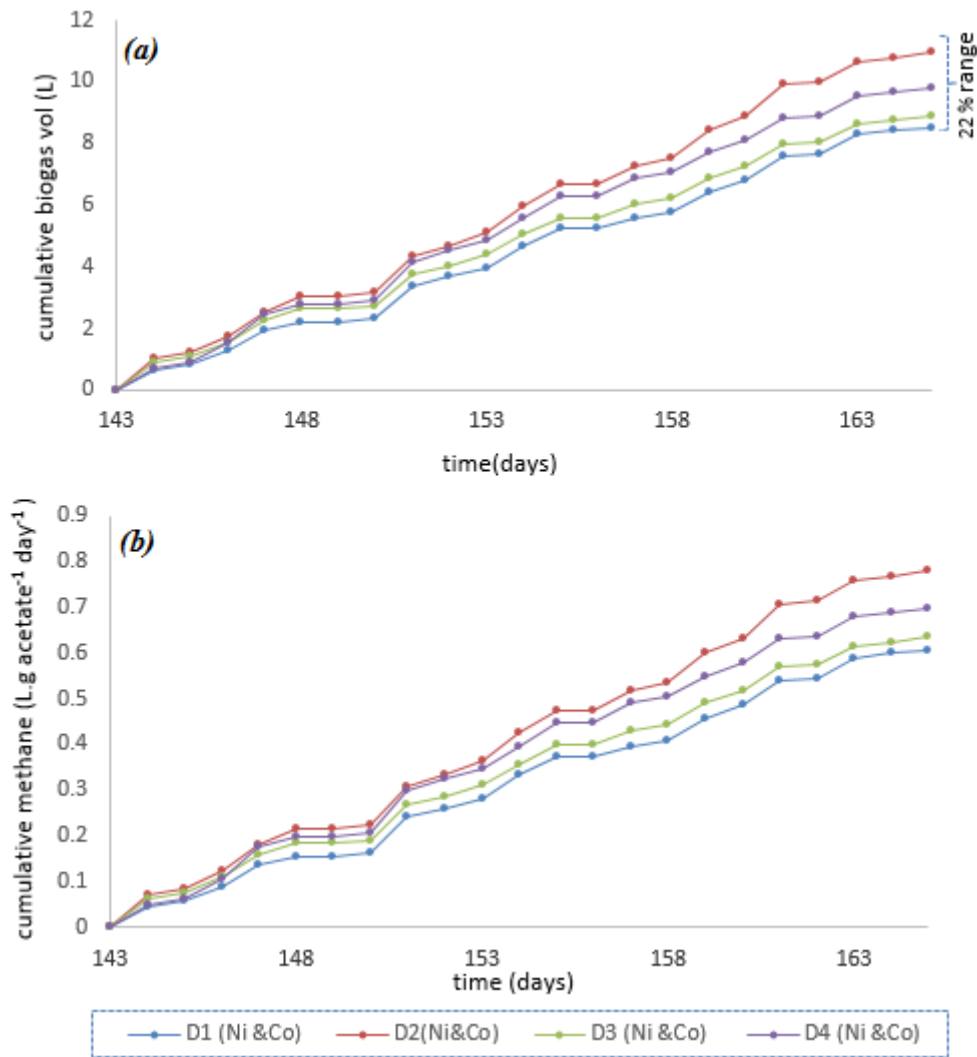 (a)
cumulative biogas vol (L)
12
10
8
6
4
2
0
143 148 153 158 163
time(days)
22 % range
(b)
cumulative methane (L.g acetate⁻¹ day⁻¹)
0.9
0.8
0.7
0.6
0.5
0.4
0.3
0.2
0.1
0
143 148 153 158 163
time (days)
D1 (Ni &Co) D2(Ni&Co) D3 (Ni &Co) D4 (Ni &Co)